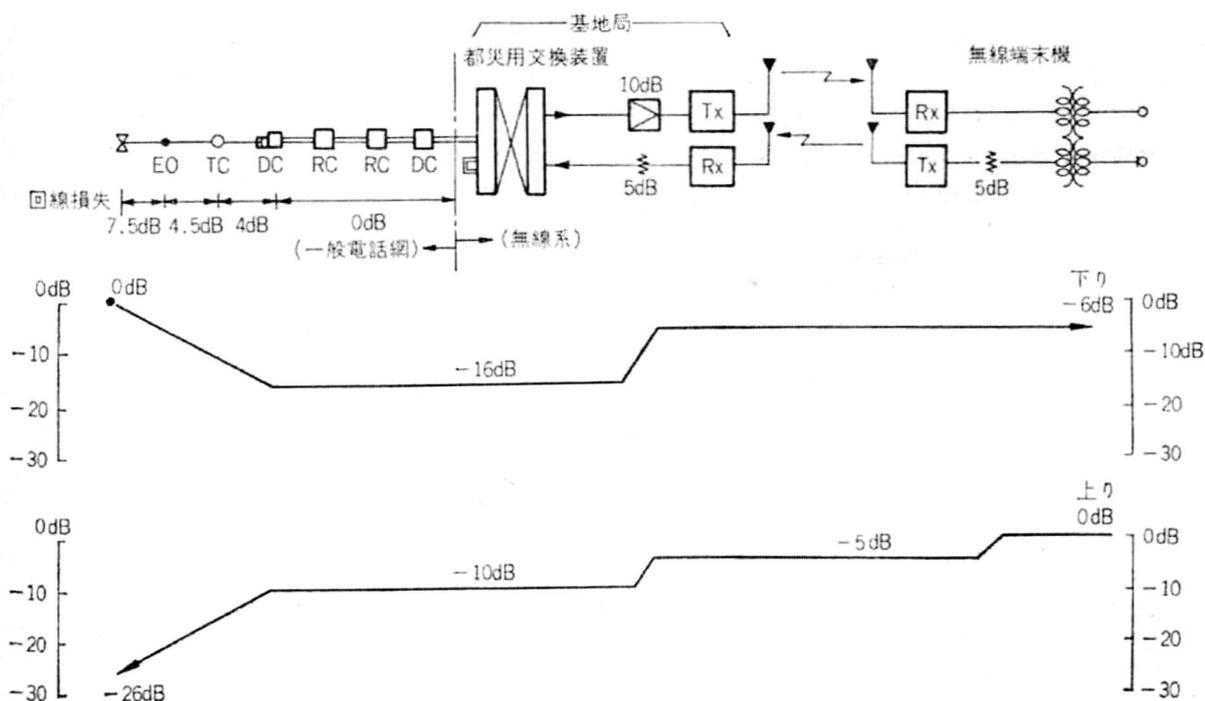 基地局
都災用交換装置
無線端末機
10dB
Tx
Rx
EO TC DC RC RC DC
Rx
Tx
5dB
5dB
回線損失
7.5dB 4.5dB 4dB
0dB
(一般電話網)
(無線系)
下り
0dB
0dB
-6dB
0dB
-10
-16dB
-10dB
-20
-20
-30
-30
上り
0dB
0dB
0dB
-5dB
-10dB
-10
-10
-20
-20
-30
-26dB
-30